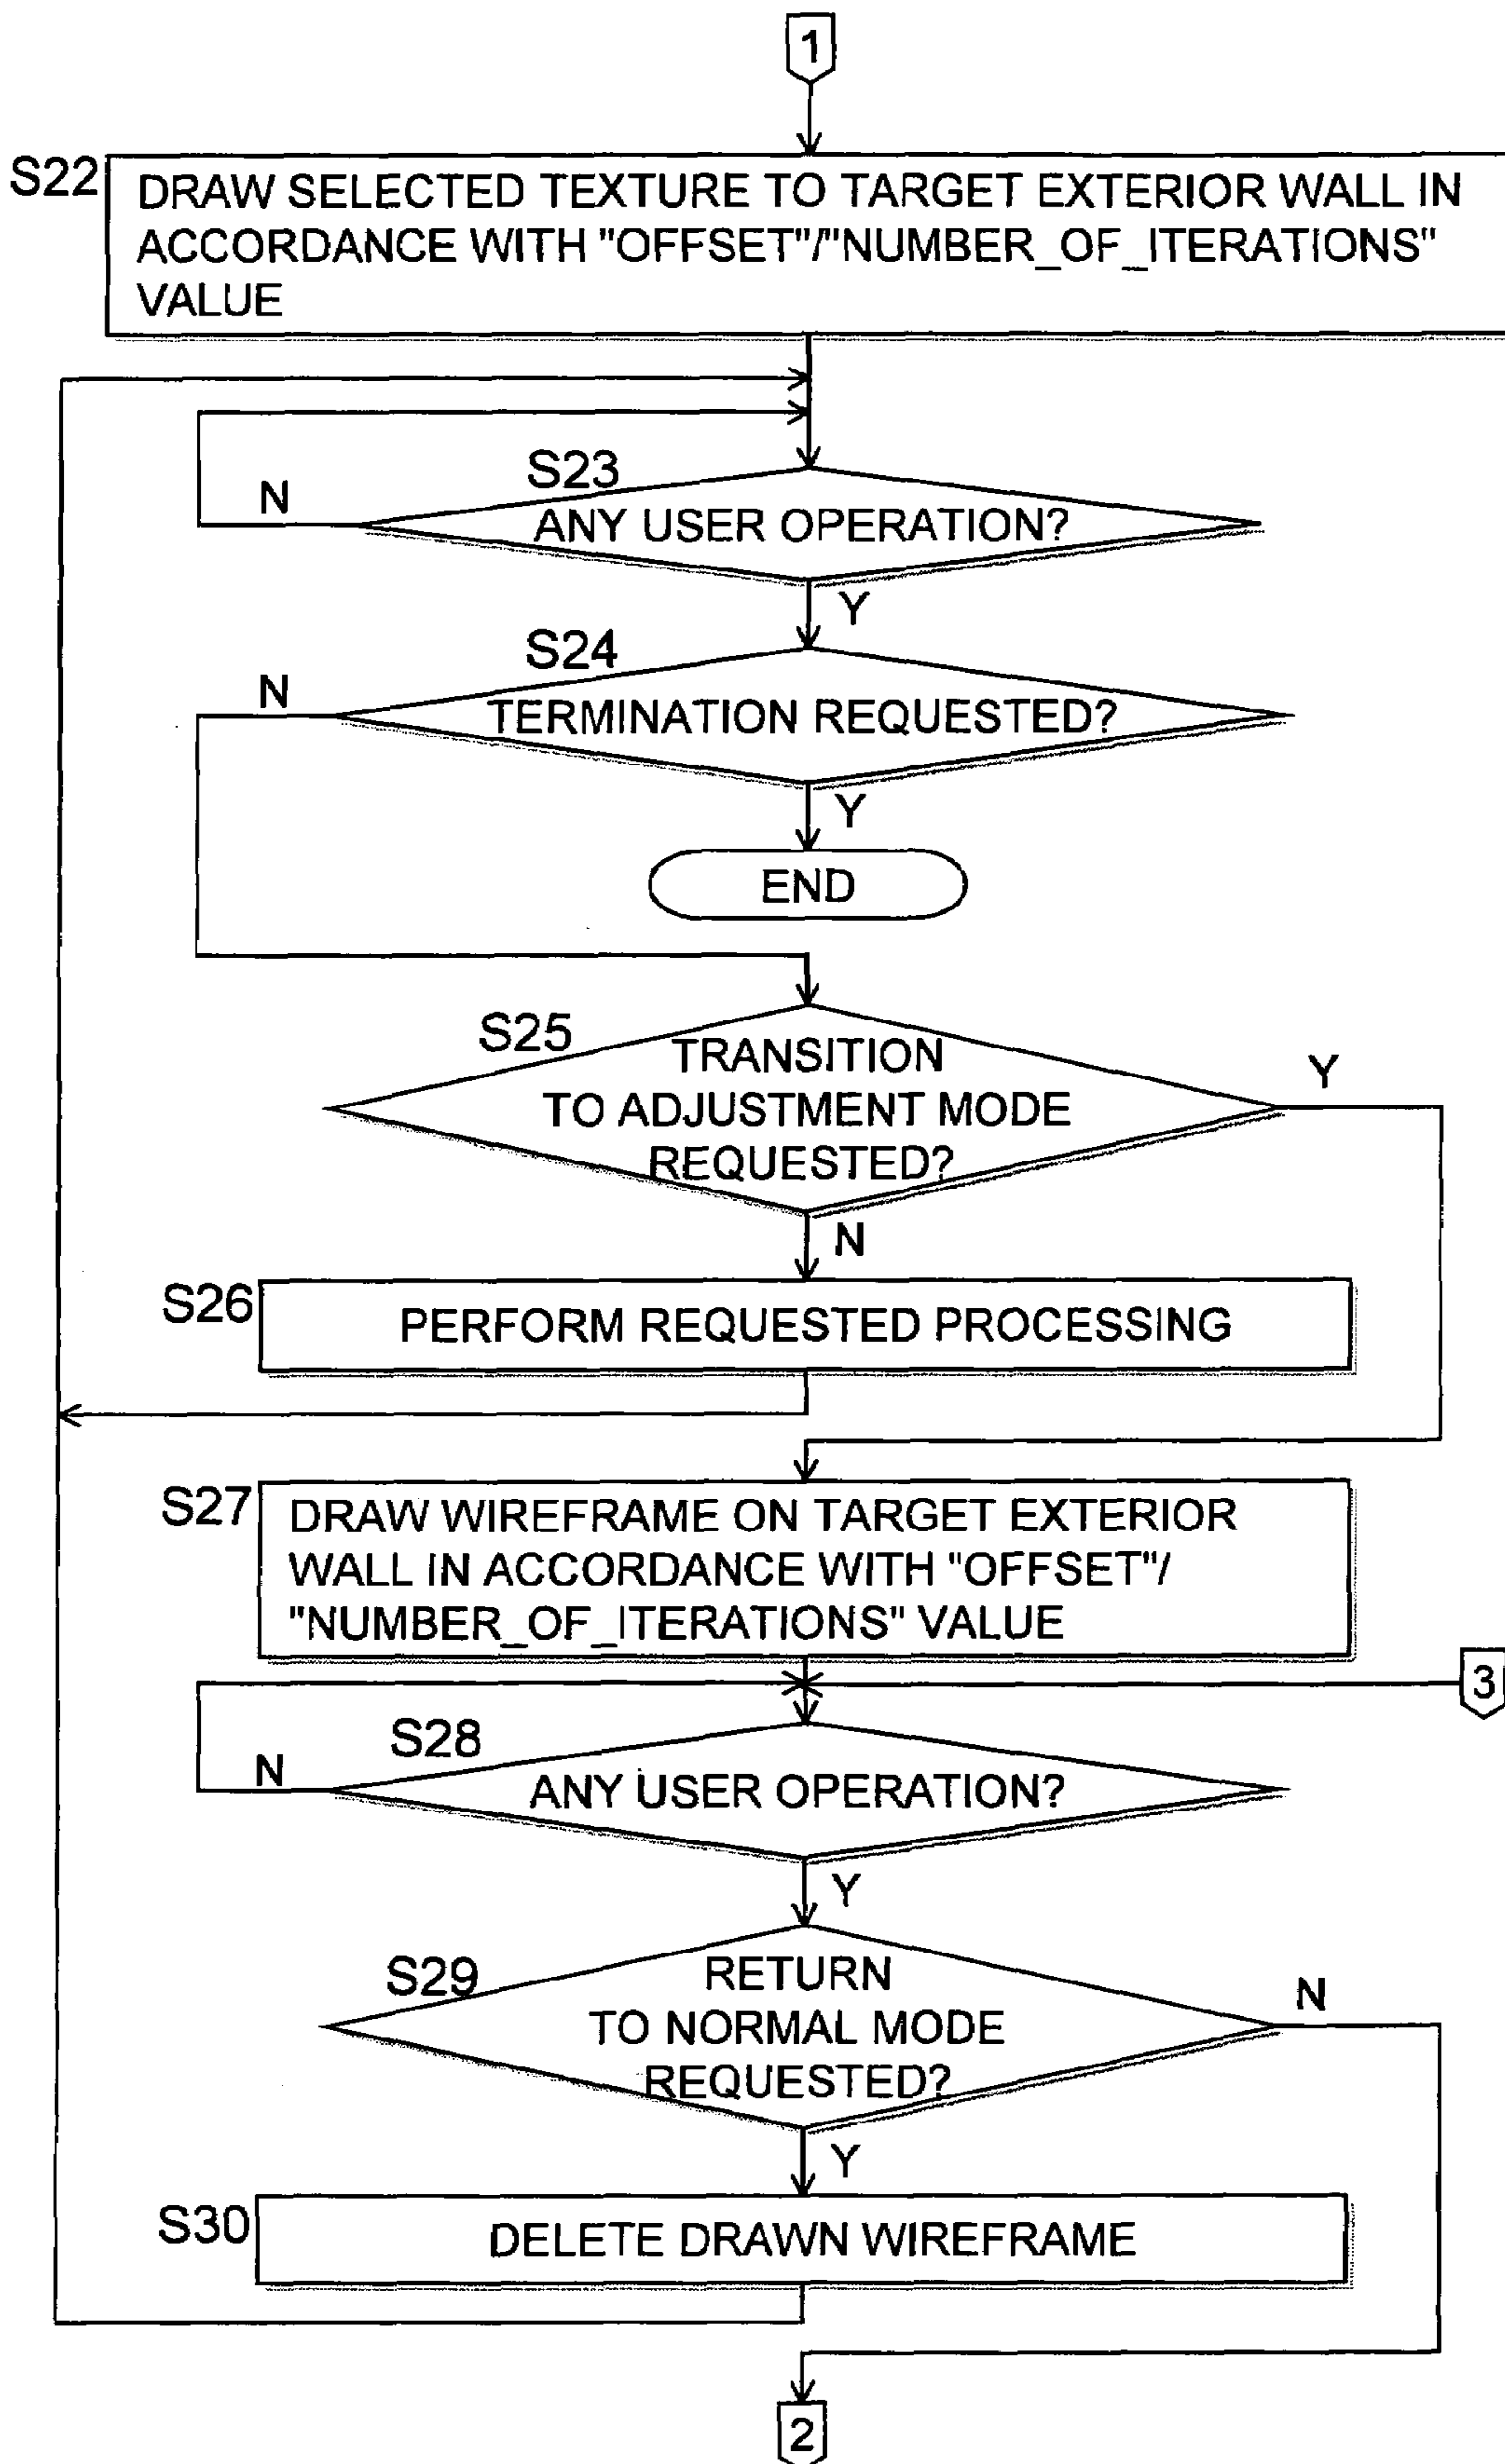 1
S22
DRAW SELECTED TEXTURE TO TARGET EXTERIOR WALL IN
ACCORDANCE WITH "OFFSET"/"NUMBER_OF_ITERATIONS"
VALUE
S23
N
ANY USER OPERATION?
Y
S24
N
TERMINATION REQUESTED?
Y
END
S25
TRANSITION
TO ADJUSTMENT MODE
REQUESTED?
Y
N
S26
PERFORM REQUESTED PROCESSING
S27
DRAW WIREFRAME ON TARGET EXTERIOR
WALL IN ACCORDANCE WITH "OFFSET"/
"NUMBER_OF_ITERATIONS" VALUE
3
S28
N
ANY USER OPERATION?
Y
S29
RETURN
TO NORMAL MODE
REQUESTED?
N
Y
S30
DELETE DRAWN WIREFRAME
2